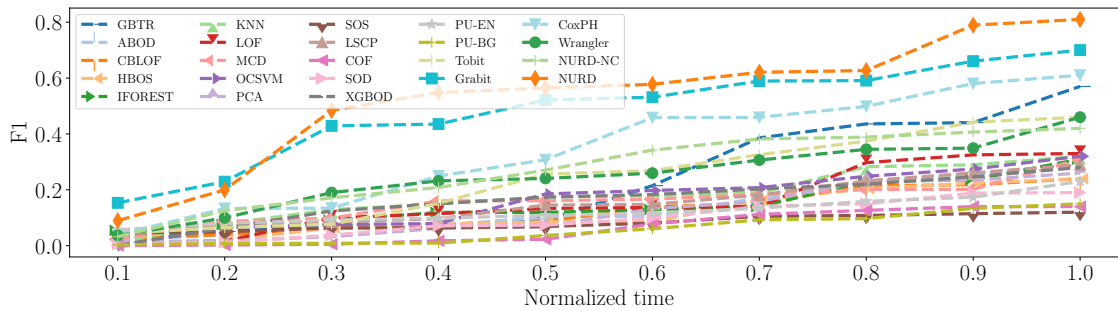 0.8
0.6
0.4
0.2
0.0
F1
GBTR
ABOD
CBLOF
HBOS
IFOREST
KNN
LOF
MCD
OCSVM
PCA
SOS
LSCP
COF
SOD
XGBOD
PU-EN
PU-BG
Tobit
Grabit
CoxPH
Wrangler
NURD-NC
NURD
0.1 0.2 0.3 0.4 0.5 0.6 0.7 0.8 0.9 1.0
Normalized time